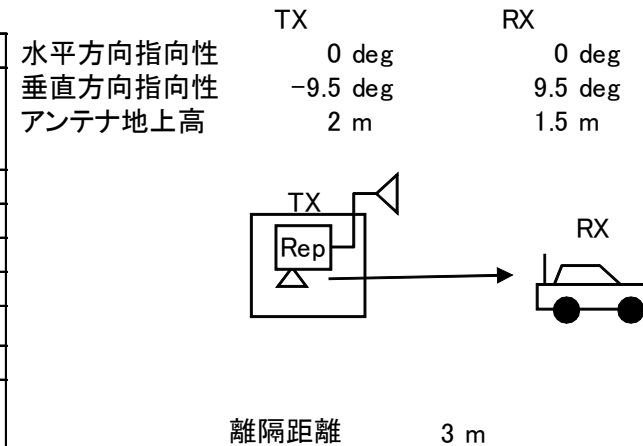 TX RX
水平方向指向性 0 deg 0 deg
垂直方向指向性 -9.5 deg 9.5 deg
アンテナ地上高 2 m 1.5 m
TX
RX
Rep
離隔距離 3 m